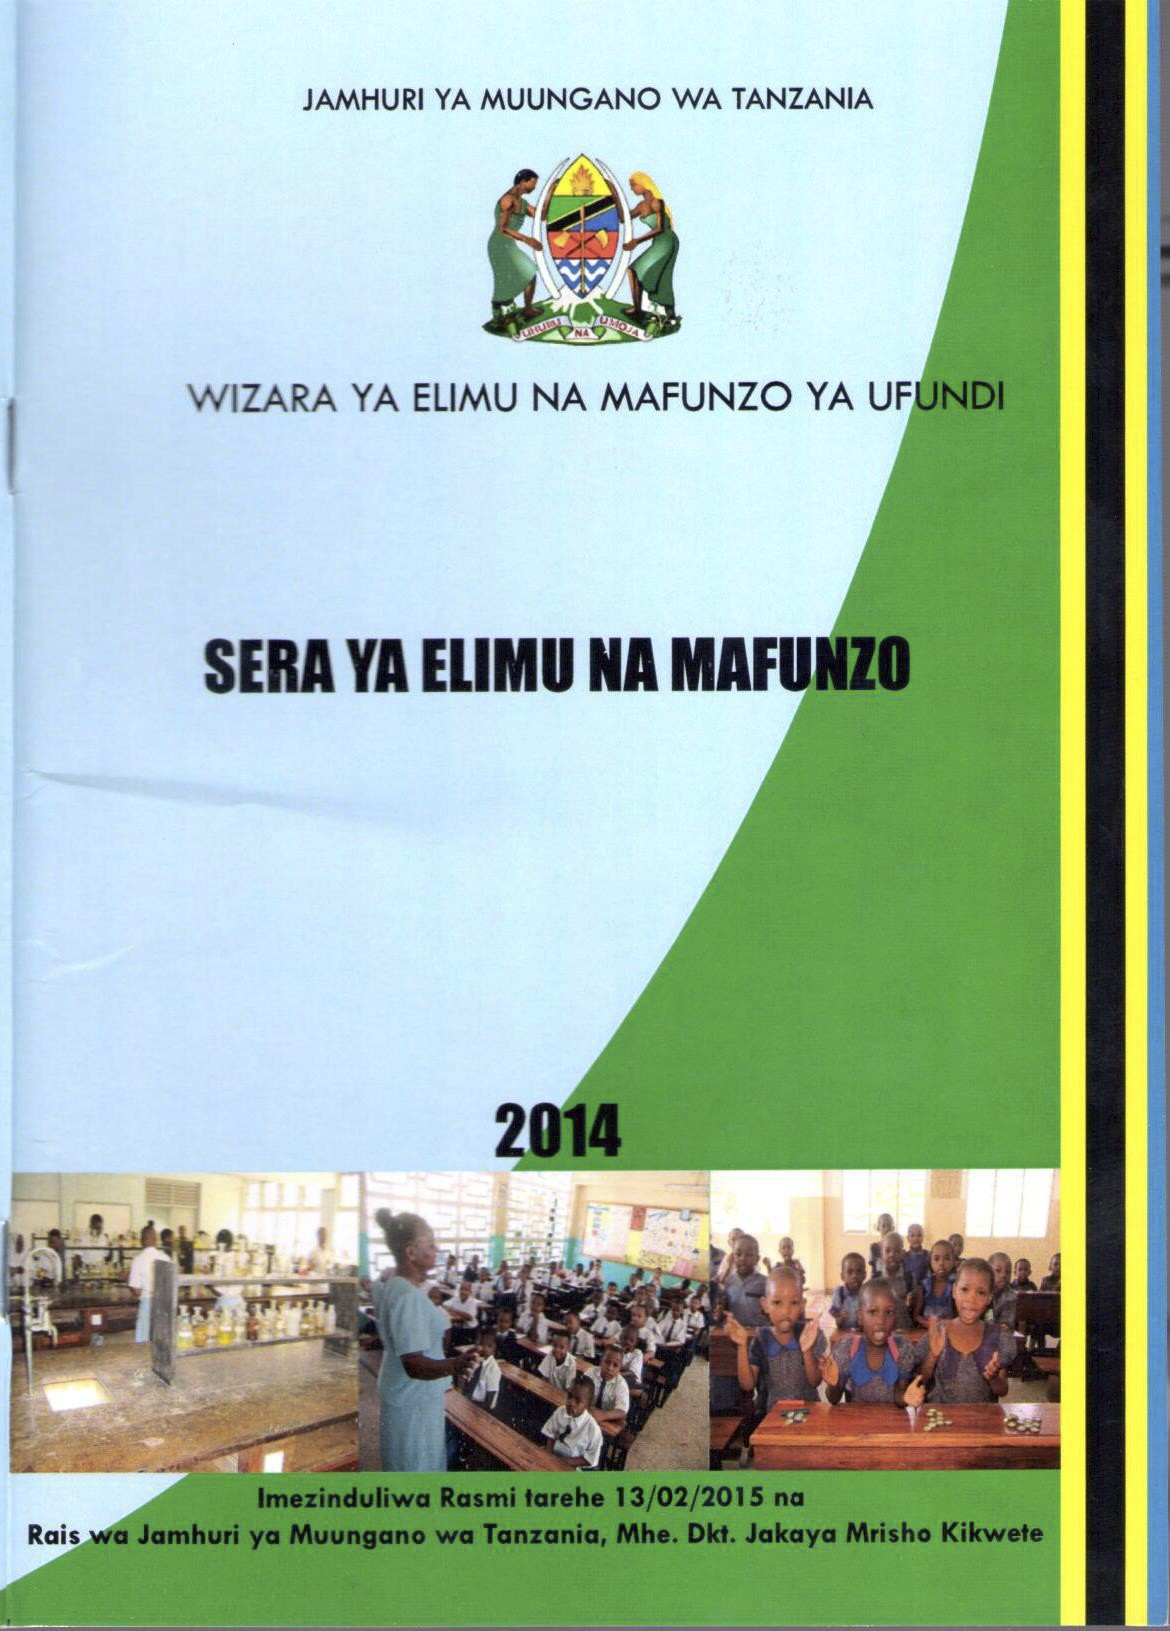 JAMHURI YA MUUNGANO WA TANZANIA
UHURU NA UMOJA
WIZARA YA ELIMU NA MAFUNZO YA UFUNDI
SERA YA ELIMU NA MAFUNZO
2014
Imezinduliwa Rasmi tarehe 13/02/2015 na
Rais wa Jamhuri ya Muungano wa Tanzania, Mhe. Dkt. Jakaya Mrisho Kikwete